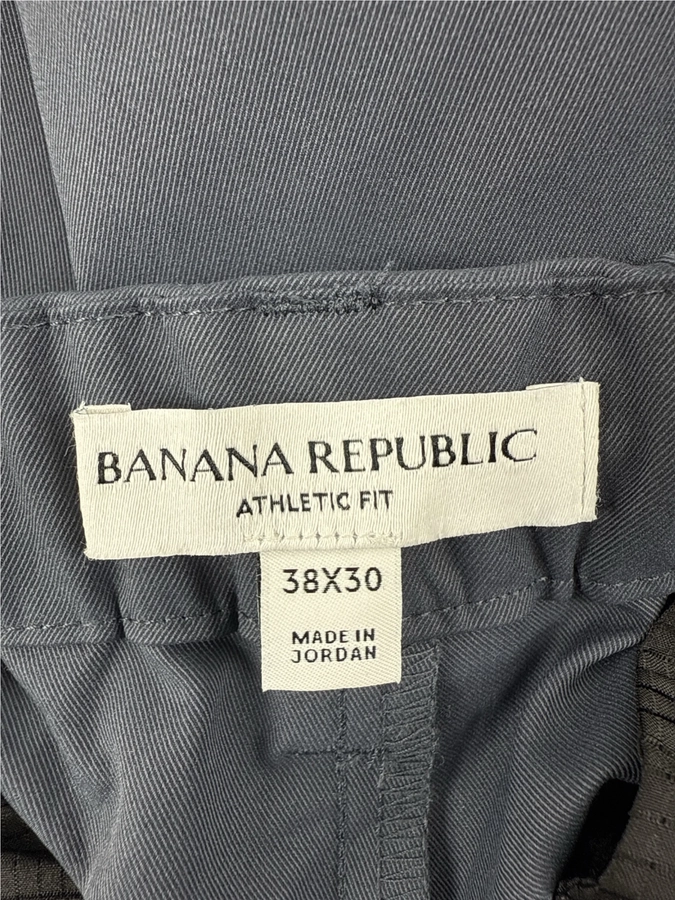 BANANA REPUBLIC
ATHLETIC FIT
38X30
MADE IN
JORDAN